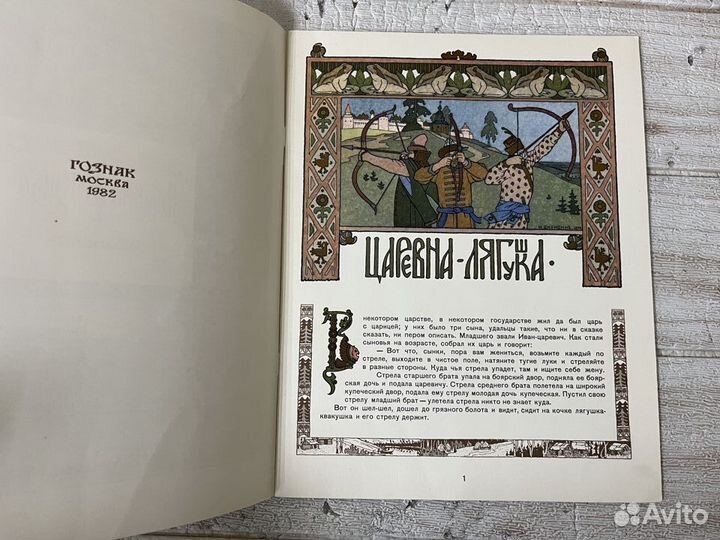 ГОЗНАК
МОСКВА
1982
ЦАРЕВНА-ЛЯГУШКА.
В некотором царстве, в некотором государстве жил да был царь
с царицей; у них было три сына, удальцы такие, что ни в сказке
сказать, ни пером описать. Младшего звали Иван-царевич. Как стали
сыновья на возрасте, собрал их царь и говорит:
— Вот что, сынки, пора вам жениться, возьмите каждый по
стреле, выходите в чистое поле, натяните тугие луки и стреляйте
в разные стороны. Куда чья стрела упадет, там и ищите себе жену.
Стрела старшего брата упала на боярский двор, подняла ее бояр-
ская дочь и подала царевичу. Стрела среднего брата полетела на широкий
купеческий двор, подала ему стрелу молодая дочь купеческая. Пустил свою
стрелу младший брат — улетела стрела никто не знает куда.
Вот он шел-шел, дошел до грязного болота и видит, сидит на кочке лягушка-
квакушка и его стрелу держит.
1
Avito